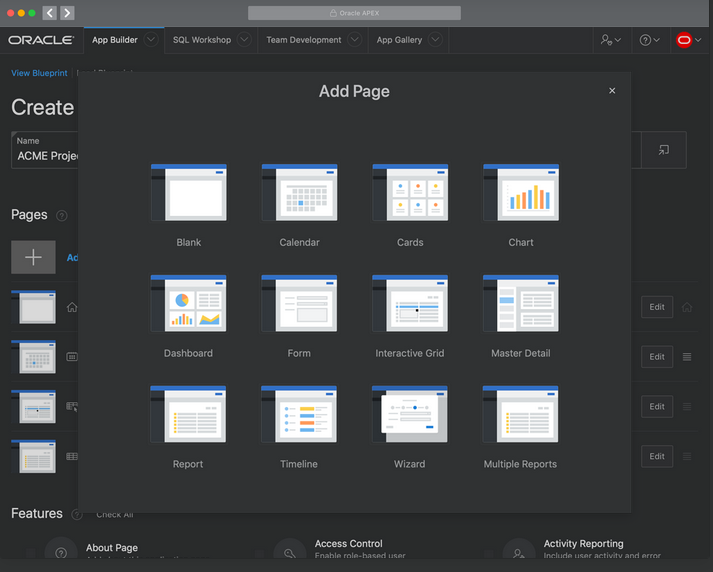 Oracle APEX
ORACLE
App Builder
SQL Workshop
Team Development
App Gallery
View Blueprint
Add Page
Create
Name
ACME Projec
Pages
Blank
Calendar
Cards
Chart
Dashboard
Form
Interactive Grid
Master Detail
Edit
Edit
Report
Timeline
Wizard
Multiple Reports
Edit
Edit
Features
Check All
About Page
Access Control
Enable role-based user
Activity Reporting
Include user activity and error